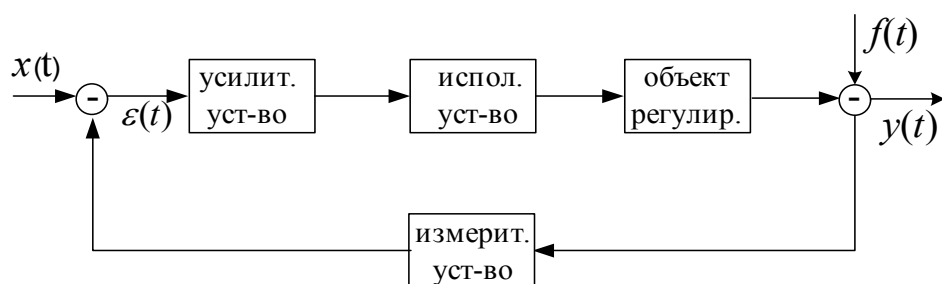 x(t)
-
ε(t)
усилит.
уст-во
испол.
уст-во
объект
регулир.
f(t)
-
y(t)
измерит.
уст-во